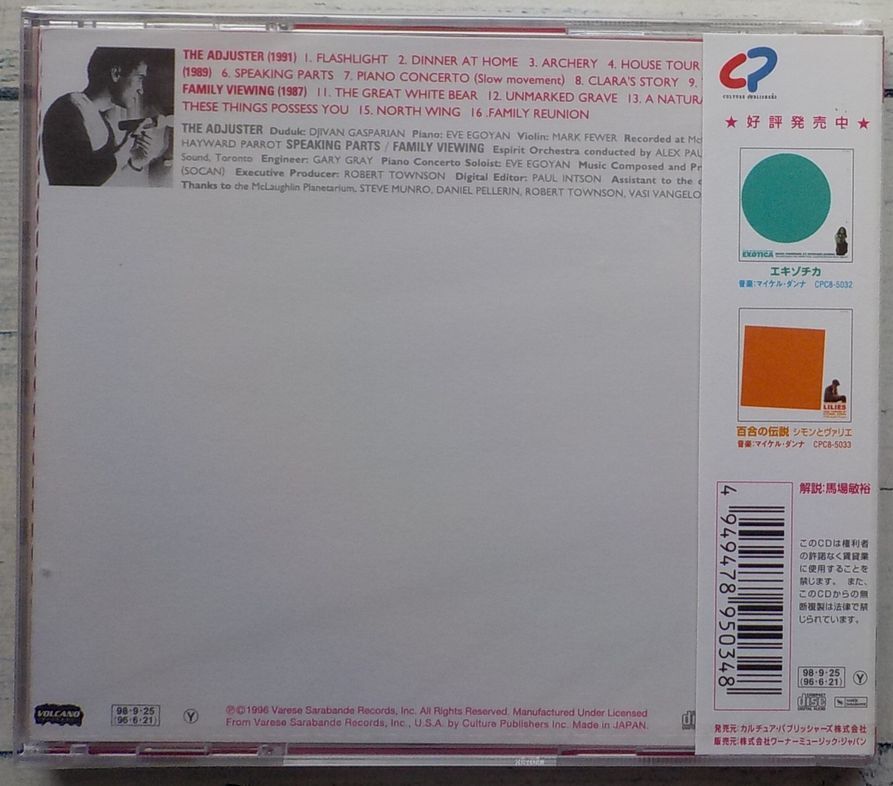 THE ADJUSTER (1991) 1. FLASHLIGHT 2. DINNER AT HOME 3. ARCHERY 4. HOUSE TOUR
(1989) 6. SPEAKING PARTS 7. PIANO CONCERTO (Slow movement) 8. CLARA'S STORY 9.
FAMILY VIEWING (1987) 11. THE GREAT WHITE BEAR 12. UNMARKED GRAVE 13. A NATURA
THESE THINGS POSSESS YOU 15. NORTH WING 16 .FAMILY REUNION
THE ADJUSTER Duduk: DJIVAN GASPARIAN Piano: EVE EGOYAN Violin: MARK FEWER Recorded at Mc
HAYWARD PARROT SPEAKING PARTS / FAMILY VIEWING Espirit Orchestra conducted by ALEX PAU
Sound, Toronto Engineer: GARY GRAY Piano Concerto Soloist: EVE EGOYAN Music Composed and Pr
(SOCAN) Executive Producer: ROBERT TOWNSON Digital Editor: PAUL INTSON Assistant to the
Thanks to the McLaughlin Planetarium, STEVE MUNRO, DANIEL PELLERIN, ROBERT TOWNSON, VASI VANGELO
CP
CULTURE PUBLISHERS
★好評発売中★
EXOTICA
エキゾチカ
音楽:マイケル・ダンナ CPC8-5032
LILIES
百合の伝説 シモンとヴァリエ
音楽:マイケル・ダンナ CPC8-5033
解説:馬場敏裕
4 949478 950348
このCDは権利者
の許諾なく賃貸業
に使用することを
禁じます。また、
このCDからの無
断複製は法律で禁
じられています。
98・9・25
(96・6・21)
Y
COMPACT
disc
DIGITAL AUDIO
発売元:カルチュア・パブリッシャーズ株式会社
販売元:株式会社ワーナーミュージック・ジャパン
VOLCANO
98・9・25
(96・6・21)
Y
℗©1996 Varese Sarabande Records, Inc. All Rights Reserved. Manufactured Under Licensed
From Varese Sarabande Records, Inc., U.S.A. by Culture Publishers Inc. Made in JAPAN.